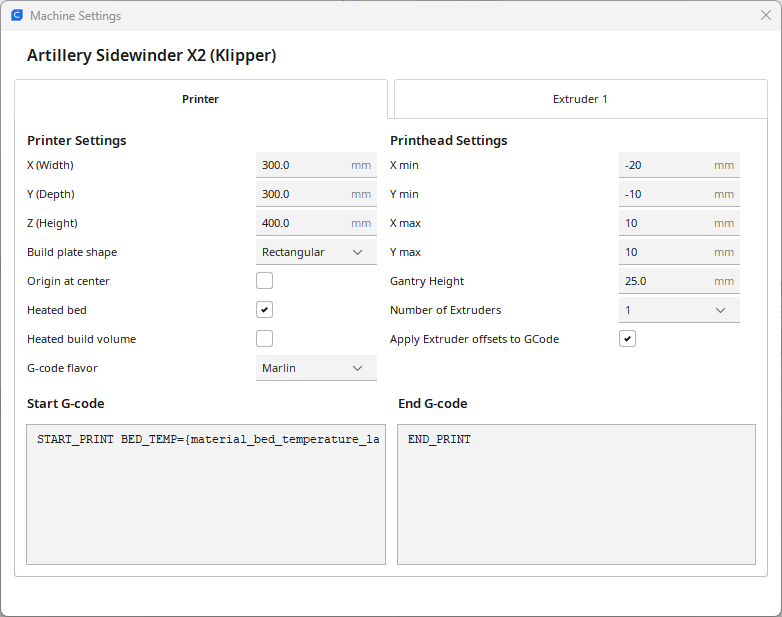 Machine Settings
Artillery Sidewinder X2 (Klipper)
Printer
Extruder 1
Printer Settings
X (Width) 300.0 mm
Y (Depth) 300.0 mm
Z (Height) 400.0 mm
Build plate shape Rectangular
Origin at center
Heated bed
Heated build volume
G-code flavor Marlin
Printhead Settings
X min -20 mm
Y min -10 mm
X max 10 mm
Y max 10 mm
Gantry Height 25.0 mm
Number of Extruders 1
Apply Extruder offsets to GCode
Start G-code
START_PRINT BED_TEMP={material_bed_temperature_la
End G-code
END_PRINT